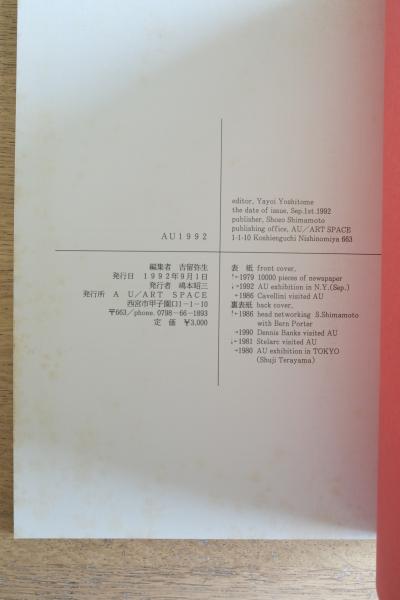 editor, Yayoi Yoshitome
the date of issue, Sep.1st.1992
publisher, Shozo Shimamoto
publishing office, AU/ART SPACE
1-1-10 Koshienguchi Nishinomiya 663
AU1992
編集者 吉留弥生
発行日 1992年9月1日
発行者 嶋本昭三
発行所 A U/ART SPACE
西宮市甲子園口1-1-10
〒663/phone. 0798-66-1893
定 価 ¥3,000
表 紙 front cover,
↑→1979 10000 pieces of newspaper
↓→1992 AU exhibition in N.Y.(Sep.)
←1986 Cavellini visited AU
裏表紙 back cover,
↑←1986 head networking S.Shimamoto
with Bern Porter
→1990 Dennis Banks visited AU
↓←1981 Stelarc visited AU
→1980 AU exhibition in TOKYO
(Shuji Terayama)